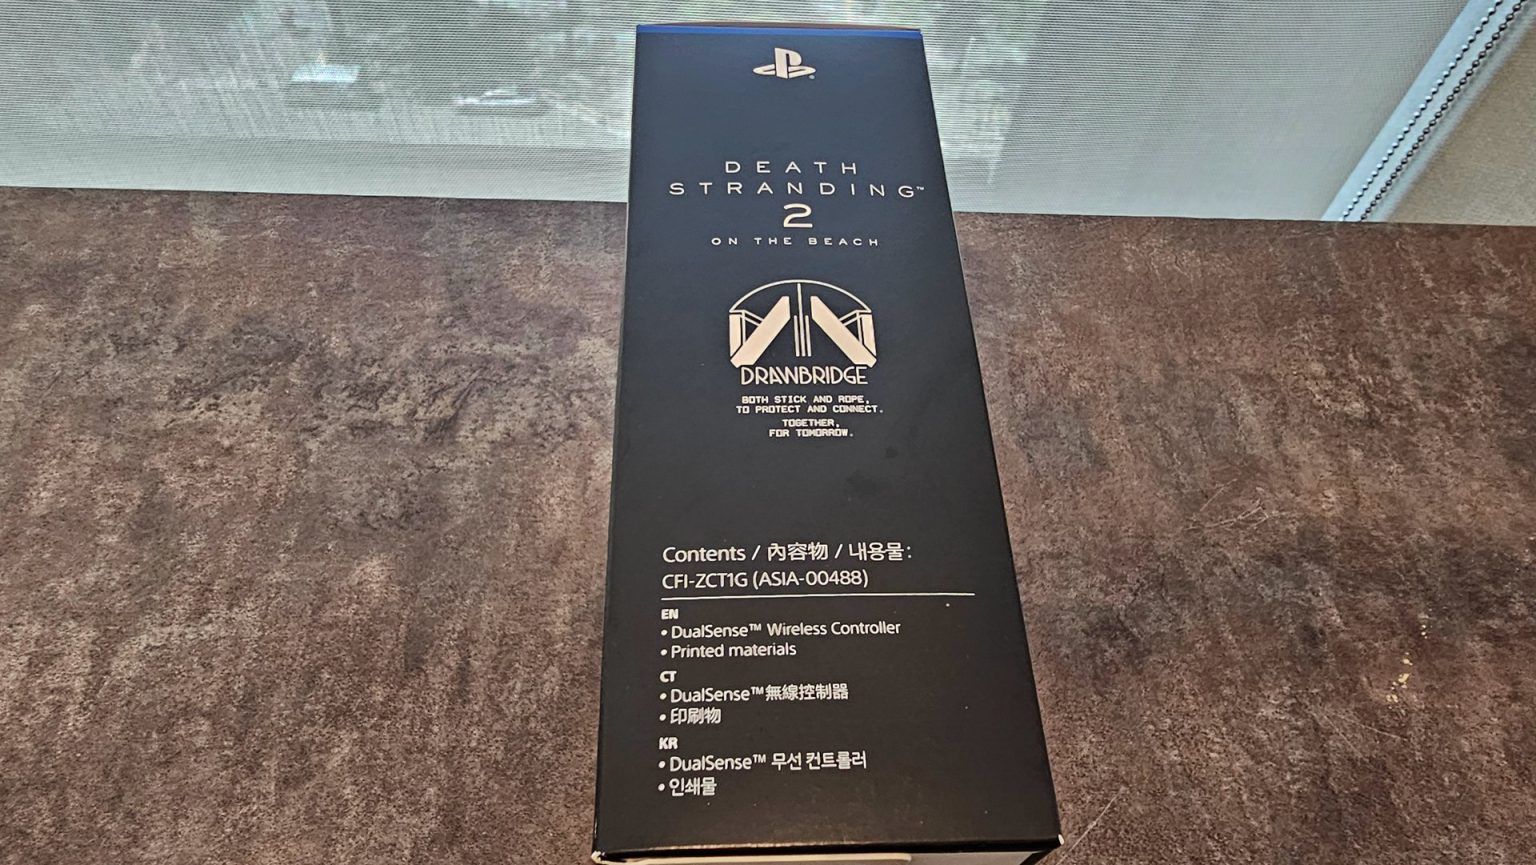 DEATH
STRANDING™
2
ON THE BEACH
DRAWBRIDGE
BOTH STICK AND ROPE,
TO PROTECT AND CONNECT.
TOGETHER,
FOR TOMORROW.
Contents / 內容物 / 내용물:
CFI-ZCT1G (ASIA-00488)
EN
• DualSense™ Wireless Controller
• Printed materials
CT
• DualSense™無線控制器
• 印刷物
KR
• DualSense™ 무선 컨트롤러
• 인쇄물